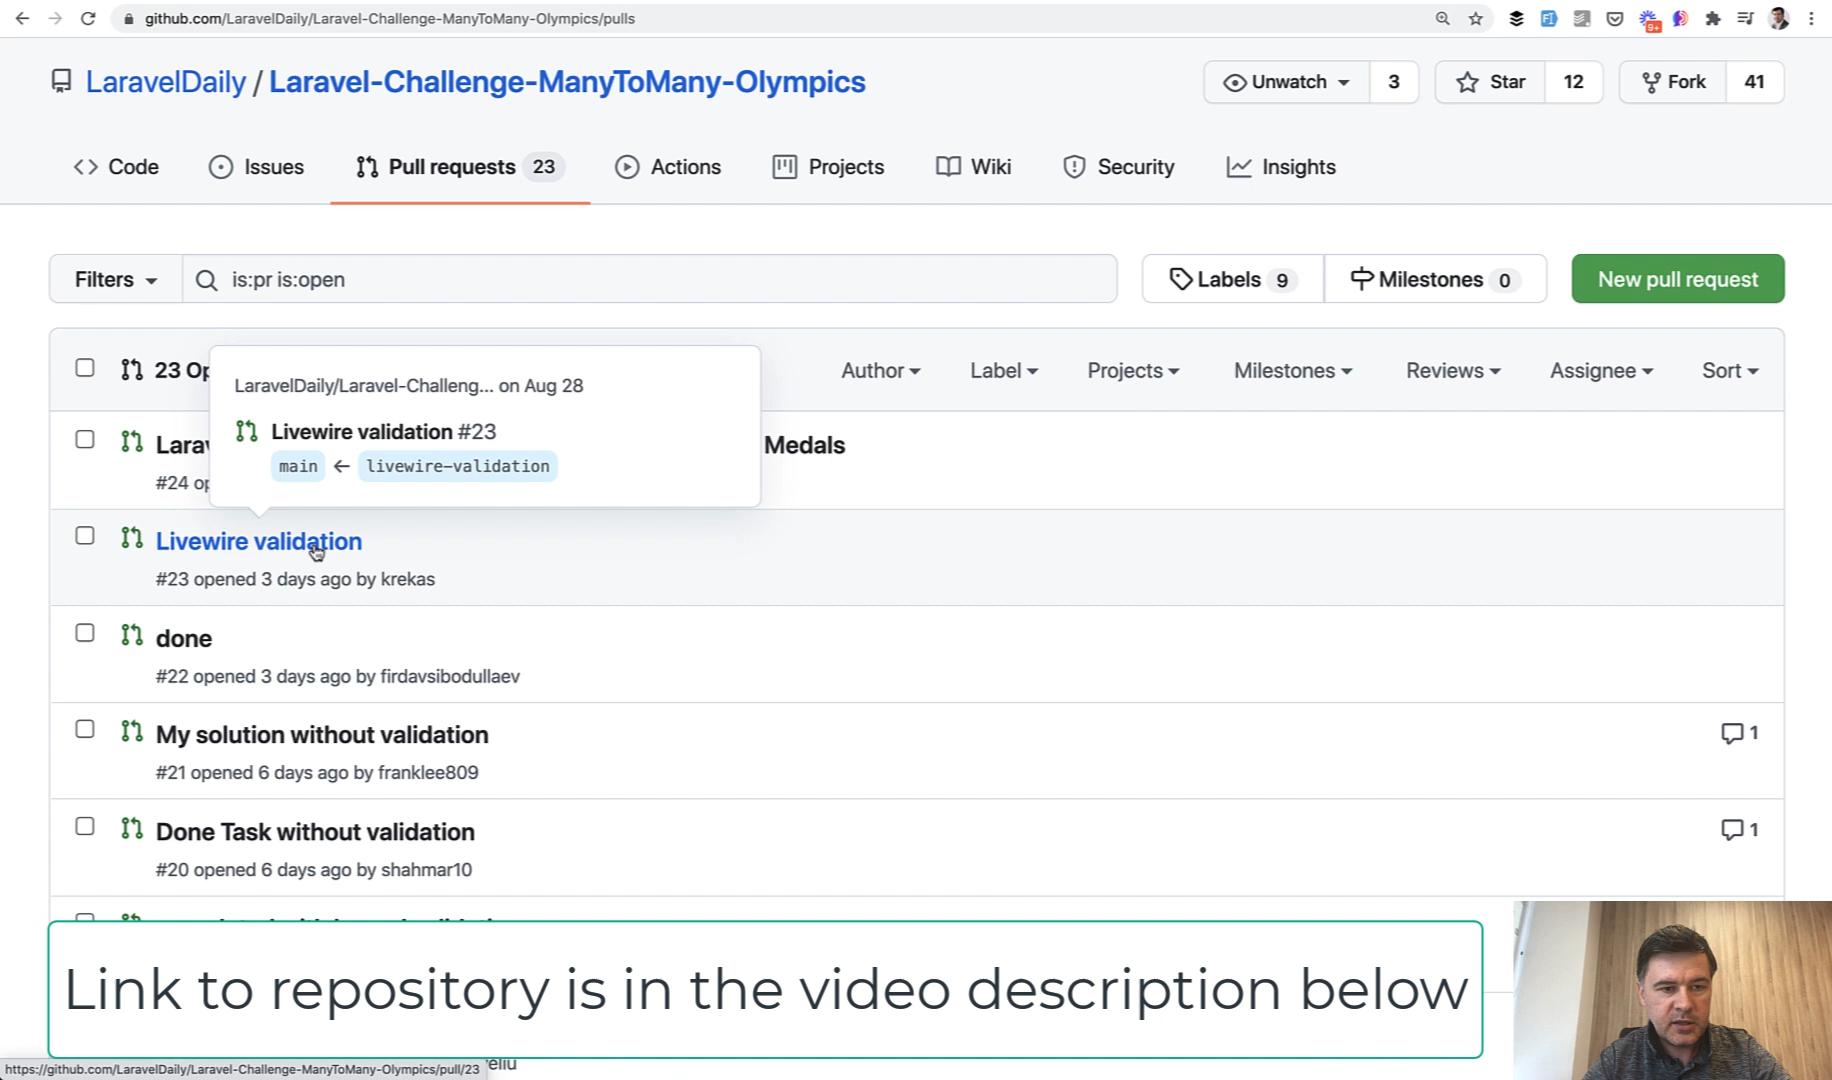 github.com/LaravelDaily/Laravel-Challenge-ManyToMany-Olympics/pulls
9+
LaravelDaily / Laravel-Challenge-ManyToMany-Olympics
Unwatch 3
Star 12
Fork 41
Code
Issues
Pull requests 23
Actions
Projects
Wiki
Security
Insights
Filters
is:pr is:open
Labels 9
Milestones 0
New pull request
23 Op
Author
Label
Projects
Milestones
Reviews
Assignee
Sort
LaravelDaily/Laravel-Challeng... on Aug 28
Livewire validation #23
main ← livewire-validation
Larav Medals
#24 op
Livewire validation
#23 opened 3 days ago by krekas
done
#22 opened 3 days ago by firdavsibodullaev
My solution without validation
1
#21 opened 6 days ago by franklee809
Done Task without validation
1
#20 opened 6 days ago by shahmar10
Link to repository is in the video description below
https://github.com/LaravelDaily/Laravel-Challenge-ManyToMany-Olympics/pull/23